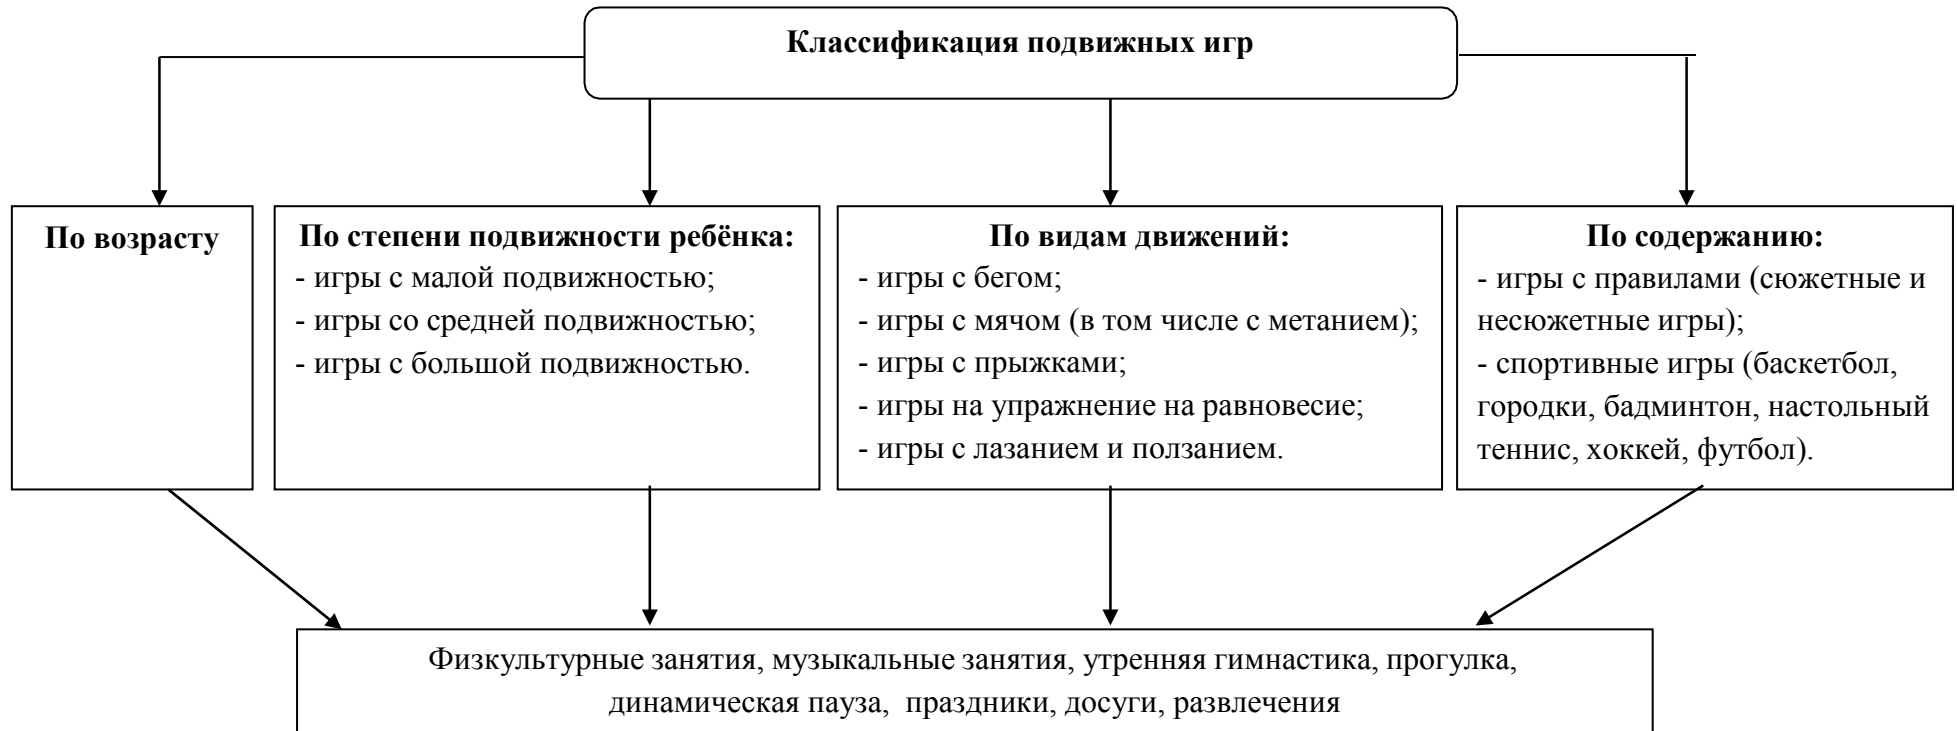 Классификация подвижных игр
По возрасту
По степени подвижности ребёнка:
- игры с малой подвижностью;
- игры со средней подвижностью;
- игры с большой подвижностью.
По видам движений:
- игры с бегом;
- игры с мячом (в том числе с метанием);
- игры с прыжками;
- игры на упражнение на равновесие;
- игры с лазанием и ползанием.
По содержанию:
- игры с правилами (сюжетные и
несюжетные игры);
- спортивные игры (баскетбол,
городки, бадминтон, настольный
теннис, хоккей, футбол).
Физкультурные занятия, музыкальные занятия, утренняя гимнастика, прогулка,
динамическая пауза, праздники, досуги, развлечения